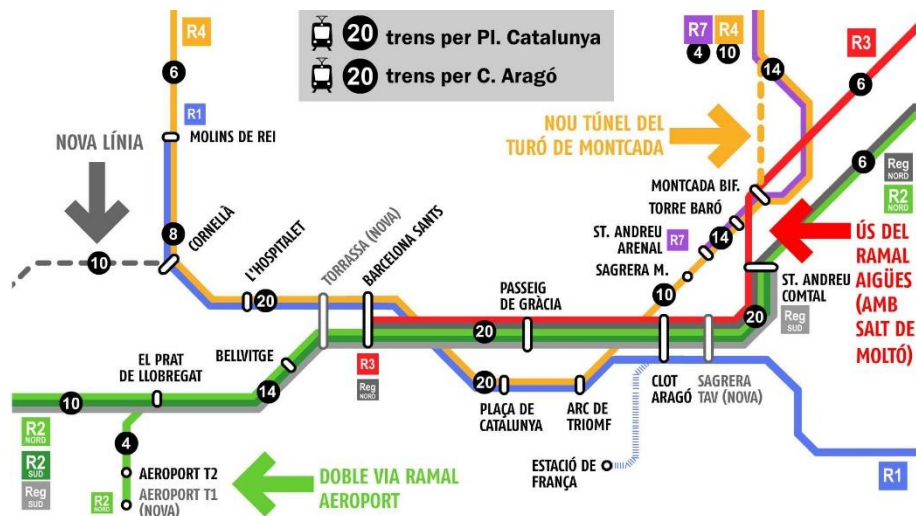 R4
20 trens per Pl. Catalunya
20 trens per C. Aragó
R7
R4
4
10
14
R3
6
6
R1
MOLINS DE REI
NOVA LÍNIA
NOU TÚNEL DEL
TURÓ DE MONTCADA
6
Reg
NORD
R2
NORD
MONTCADA BIF.
TORRE BARÓ
ST. ANDREU
ARENAL
R7
14
SAGRERA M.
ÚS DEL
RAMAL
AIGÜES
(AMB
SALT DE
MOLTÓ)
8
CORNELLÀ
10
L'HOSPITALET
20
TORRASSA (NOVA)
BARCELONA SANTS
PASSEIG
DE GRÀCIA
10
ST. ANDREU
COMTAL
20
Reg
SUD
20
BELLVITGE
EL PRAT
DE LLOBREGAT
14
R3
Reg
NORD
20
PLAÇA DE
CATALUNYA
ARC DE
TRIOMF
CLOT
ARAGÓ
SAGRERA
TAV (NOVA)
10
R2
NORD
R2
SUD
Reg
SUD
4
AEROPORT T2
AEROPORT T1
(NOVA)
R2
NORD
DOBLE VIA RAMAL
AEROPORT
ESTACIÓ DE
FRANÇA
R1